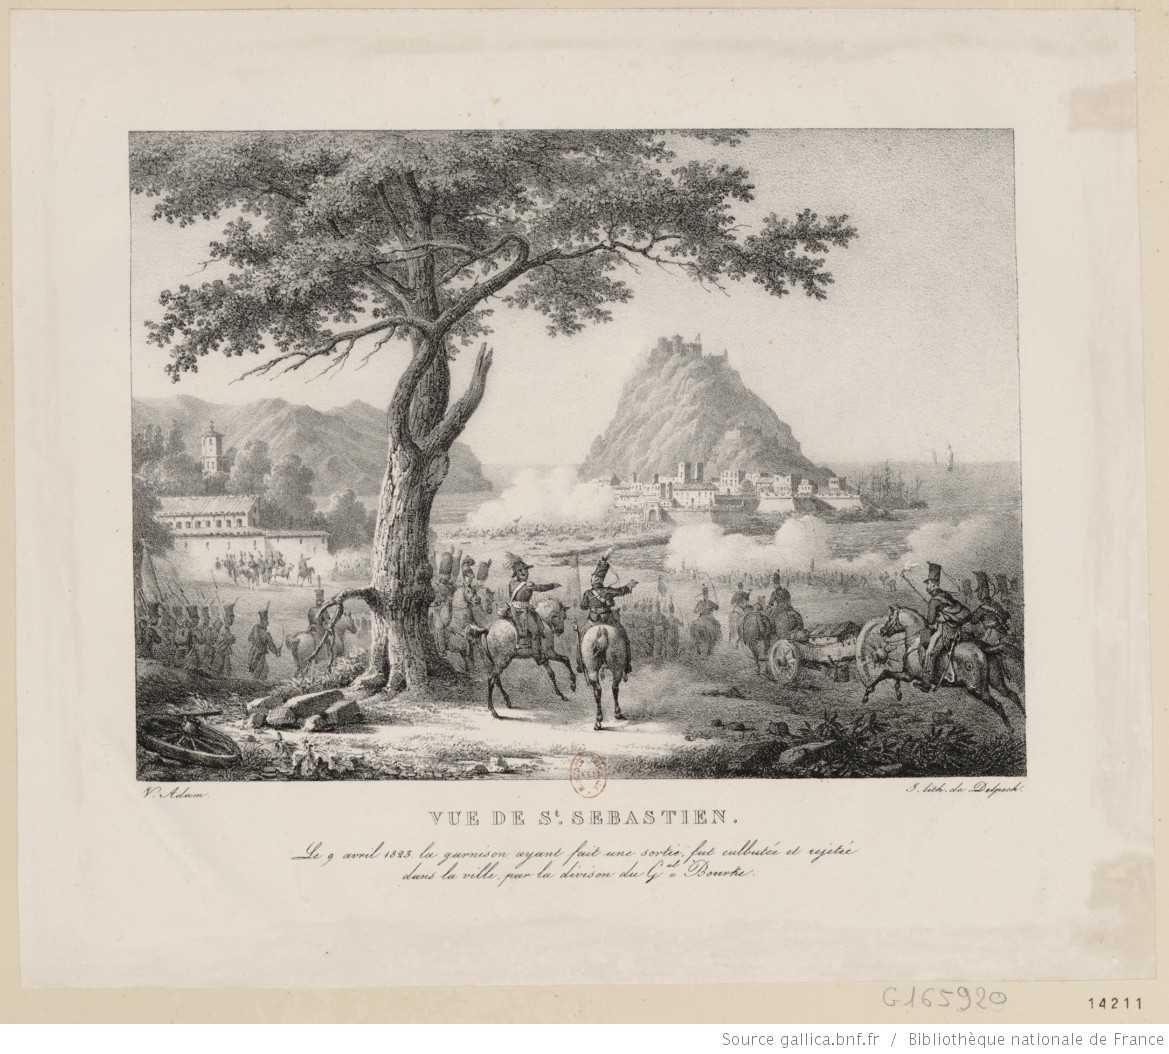 V. Adam.
J. lith. de Delpech.
VUE DE St. SEBASTIEN.
Le 9 avril 1823, la garnison ayant fait une sortie, fut culbutée et rejetée
dans la ville, par la divison du Gal. Bourke.
G165920
14211
Source gallica.bnf.fr / Bibliothèque nationale de France